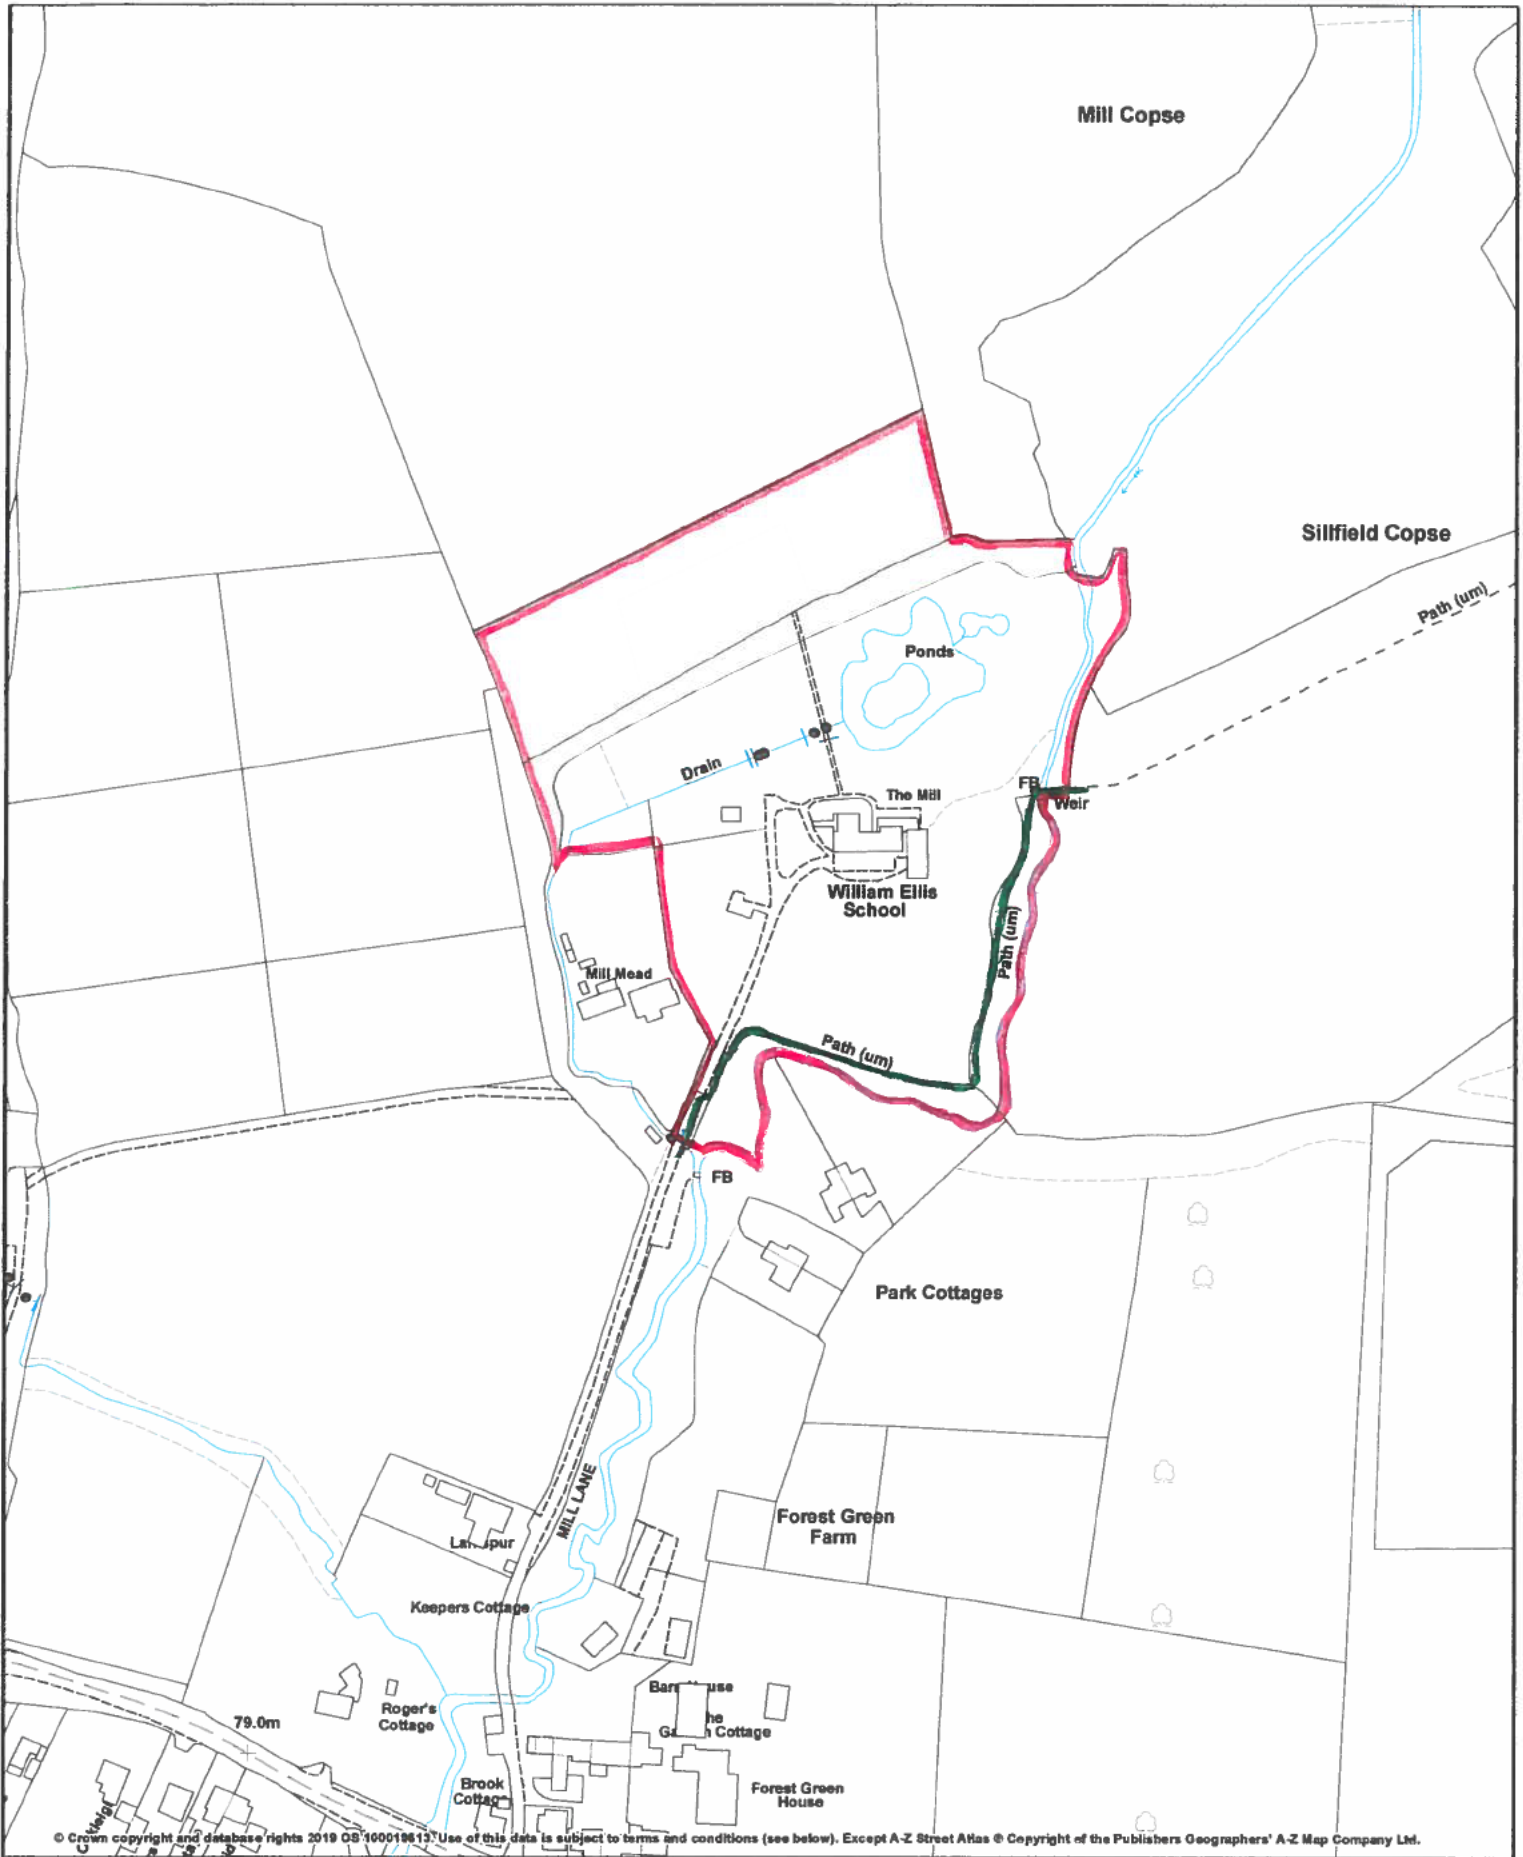 Mill Copse
Sillfield Copse
Path (um)
Ponds
Drain
FB
Weir
The Mill
William Ellis
School
Path (um)
Mill Mead
Path (um)
FB
Park Cottages
MILL LANE
Forest Green
Farm
Keepers Cottage
Roger's
Cottage
79.0m
Cottage
Brook
Forest Green
House
© Crown copyright and database rights 2019 OS 100019613. Use of this data is subject to terms and conditions (see below). Except A-Z Street Atlas © Copyright of the Publishers Geographers' A-Z Map Company Ltd.